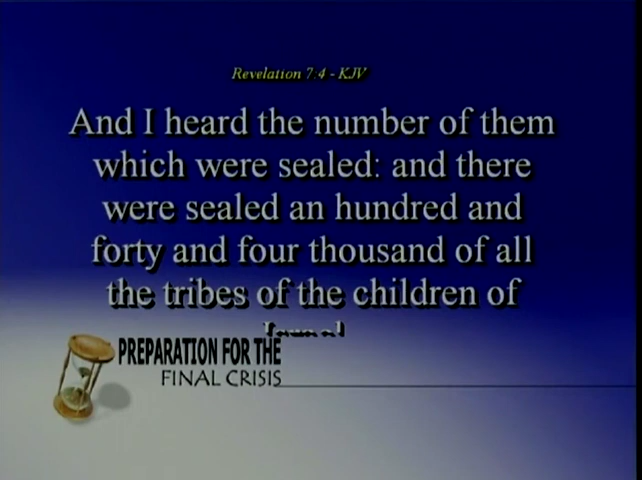 Revelation 7:4 - KJV
And I heard the number of them
which were sealed: and there
were sealed an hundred and
forty and four thousand of all
the tribes of the children of
PREPARATION FOR THE
FINAL CRISIS